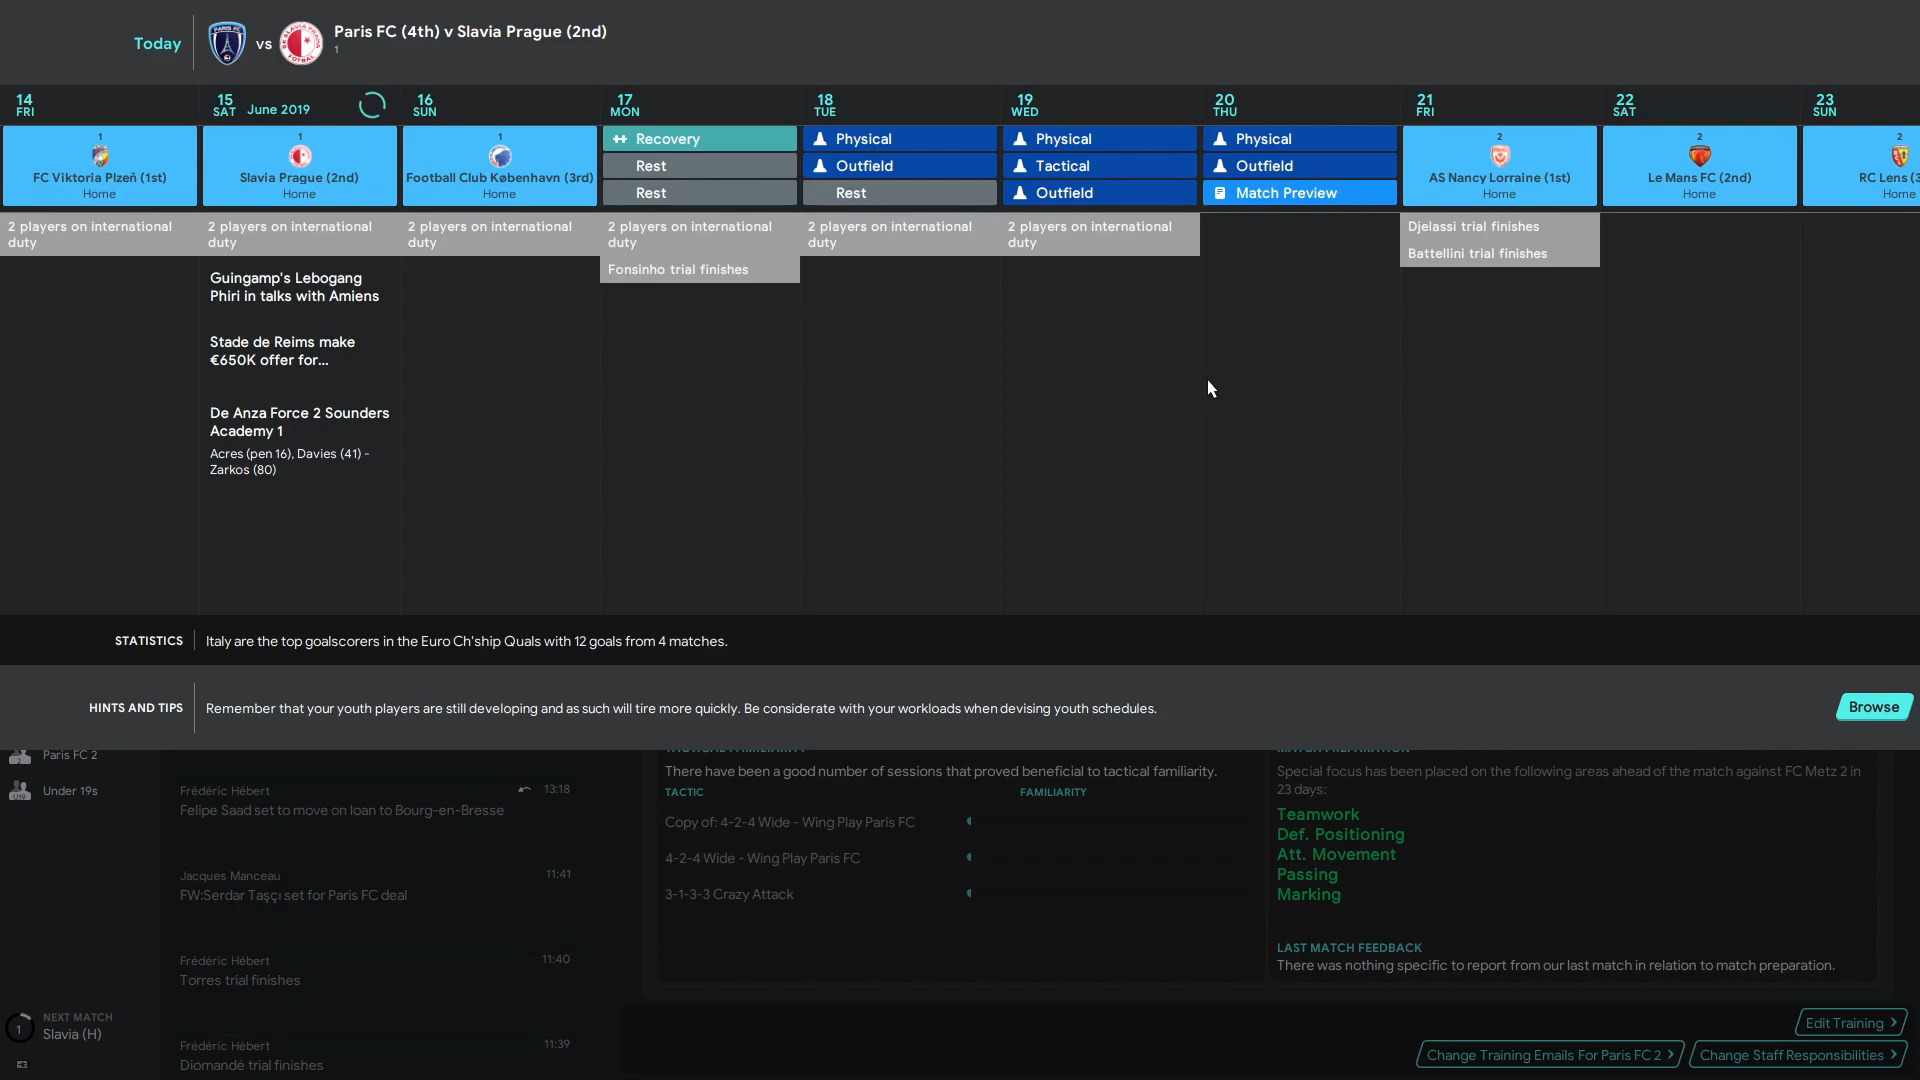 Today
vs
Paris FC (4th) v Slavia Prague (2nd)
1
14
FRI
15
SAT
June 2019
16
SUN
17
MON
18
TUE
19
WED
20
THU
21
FRI
22
SAT
23
SUN
1
FC Viktoria Plzeň (1st)
Home
1
Slavia Prague (2nd)
Home
1
Football Club København (3rd)
Home
Recovery
Rest
Rest
Physical
Outfield
Rest
Physical
Tactical
Outfield
Physical
Outfield
Match Preview
2
AS Nancy Lorraine (1st)
Home
2
Le Mans FC (2nd)
Home
2
RC Lens (3
Home
2 players on international
duty
2 players on international
duty
2 players on international
duty
2 players on international
duty
2 players on international
duty
2 players on international
duty
Fonsinho trial finishes
Djelassi trial finishes
Battellini trial finishes
Guingamp's Lebogang
Phiri in talks with Amiens
Stade de Reims make
€650K offer for...
De Anza Force 2 Sounders
Academy 1
Acres (pen 16), Davies (41) -
Zarkos (80)
STATISTICS
Italy are the top goalscorers in the Euro Ch'ship Quals with 12 goals from 4 matches.
HINTS AND TIPS
Remember that your youth players are still developing and as such will tire more quickly. Be considerate with your workloads when devising youth schedules.
Browse
Paris FC 2
Under 19s
NEXT MATCH
1
Slavia (H)
Frédéric Hébert
13:18
Felipe Saad set to move on loan to Bourg-en-Bresse
Jacques Manceau
11:41
FW:Serdar Taşçı set for Paris FC deal
Frédéric Hébert
11:40
Torres trial finishes
Frédéric Hébert
11:39
Diomandé trial finishes
TACTICAL FAMILIARITY
There have been a good number of sessions that proved beneficial to tactical familiarity.
TACTIC
FAMILIARITY
Copy of: 4-2-4 Wide - Wing Play Paris FC
4-2-4 Wide - Wing Play Paris FC
3-1-3-3 Crazy Attack
MATCH PREPARATION
Special focus has been placed on the following areas ahead of the match against FC Metz 2 in
23 days:
Teamwork
Def. Positioning
Att. Movement
Passing
Marking
LAST MATCH FEEDBACK
There was nothing specific to report from our last match in relation to match preparation.
Edit Training
Change Training Emails For Paris FC 2
Change Staff Responsibilities